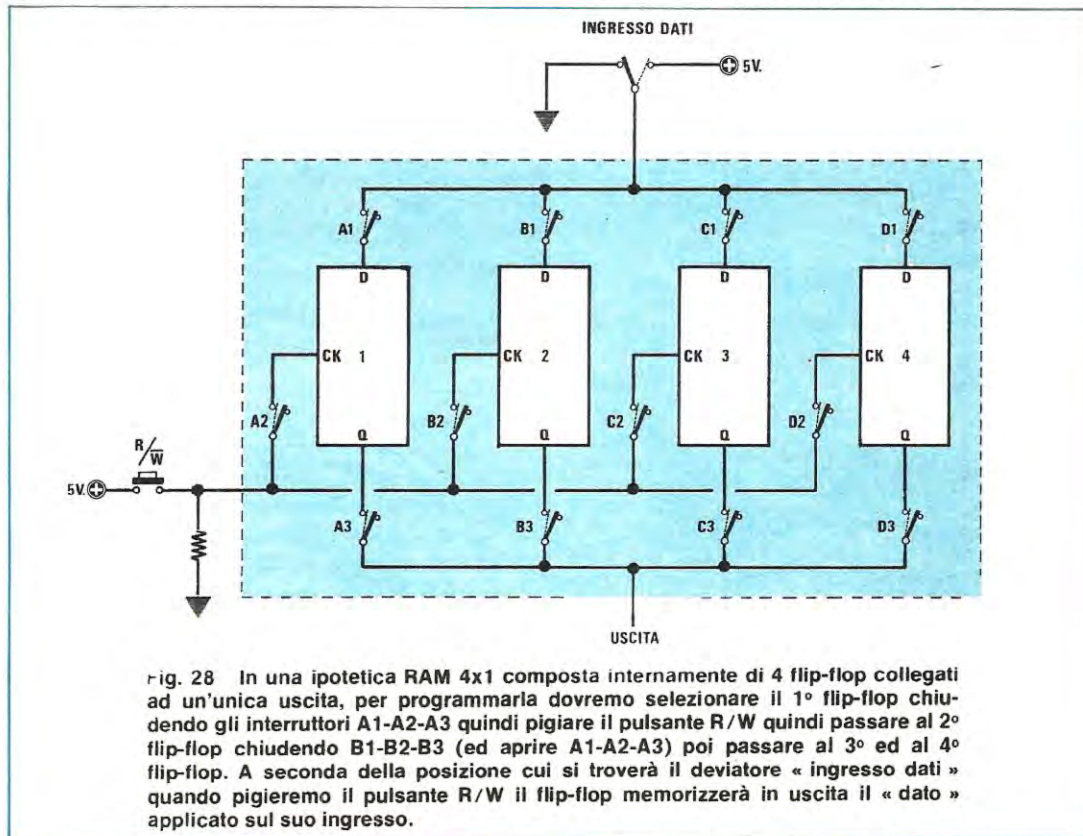 INGRESSO DATI
5V.
A1
B1
C1
D1
D
D
D
D
CK 1
CK 2
CK 3
CK 4
A2
B2
C2
D2
R/W̅
Q
Q
Q
Q
5V.
A3
B3
C3
D3
USCITA
Fig. 28 In una ipotetica RAM 4x1 composta internamente di 4 flip-flop collegati
ad un'unica uscita, per programmarla dovremo selezionare il 1º flip-flop chiu-
dendo gli interruttori A1-A2-A3 quindi pigiare il pulsante R/W quindi passare al 2º
flip-flop chiudendo B1-B2-B3 (ed aprire A1-A2-A3) poi passare al 3º ed al 4º
flip-flop. A seconda della posizione cui si troverà il deviatore « ingresso dati »
quando pigieremo il pulsante R/W il flip-flop memorizzerà in uscita il « dato »
applicato sul suo ingresso.